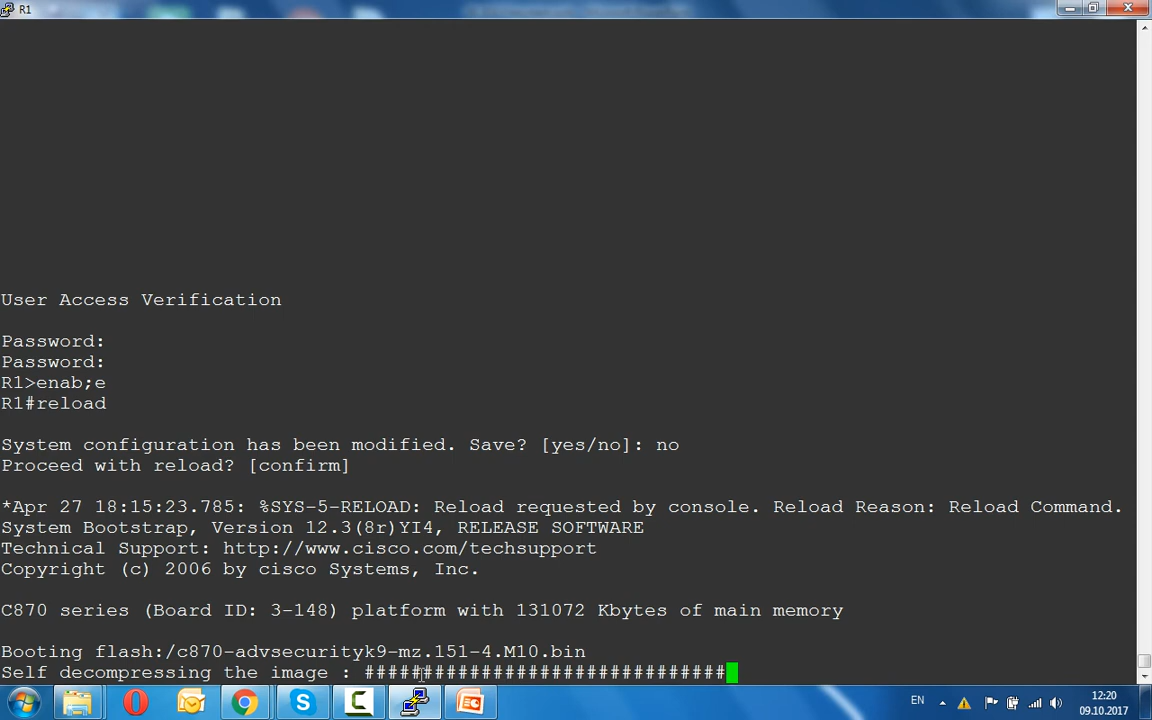 R1
User Access Verification
Password:
Password:
R1>enab;e
R1#reload
System configuration has been modified. Save? [yes/no]: no
Proceed with reload? [confirm]
*Apr 27 18:15:23.785: %SYS-5-RELOAD: Reload requested by console. Reload Reason: Reload Command.
System Bootstrap, Version 12.3(8r)YI4, RELEASE SOFTWARE
Technical Support: http://www.cisco.com/techsupport
Copyright (c) 2006 by cisco Systems, Inc.
C870 series (Board ID: 3-148) platform with 131072 Kbytes of main memory
Booting flash:/c870-advsecurityk9-mz.151-4.M10.bin
Self decompressing the image : ###############################
EN
12:20
09.10.2017